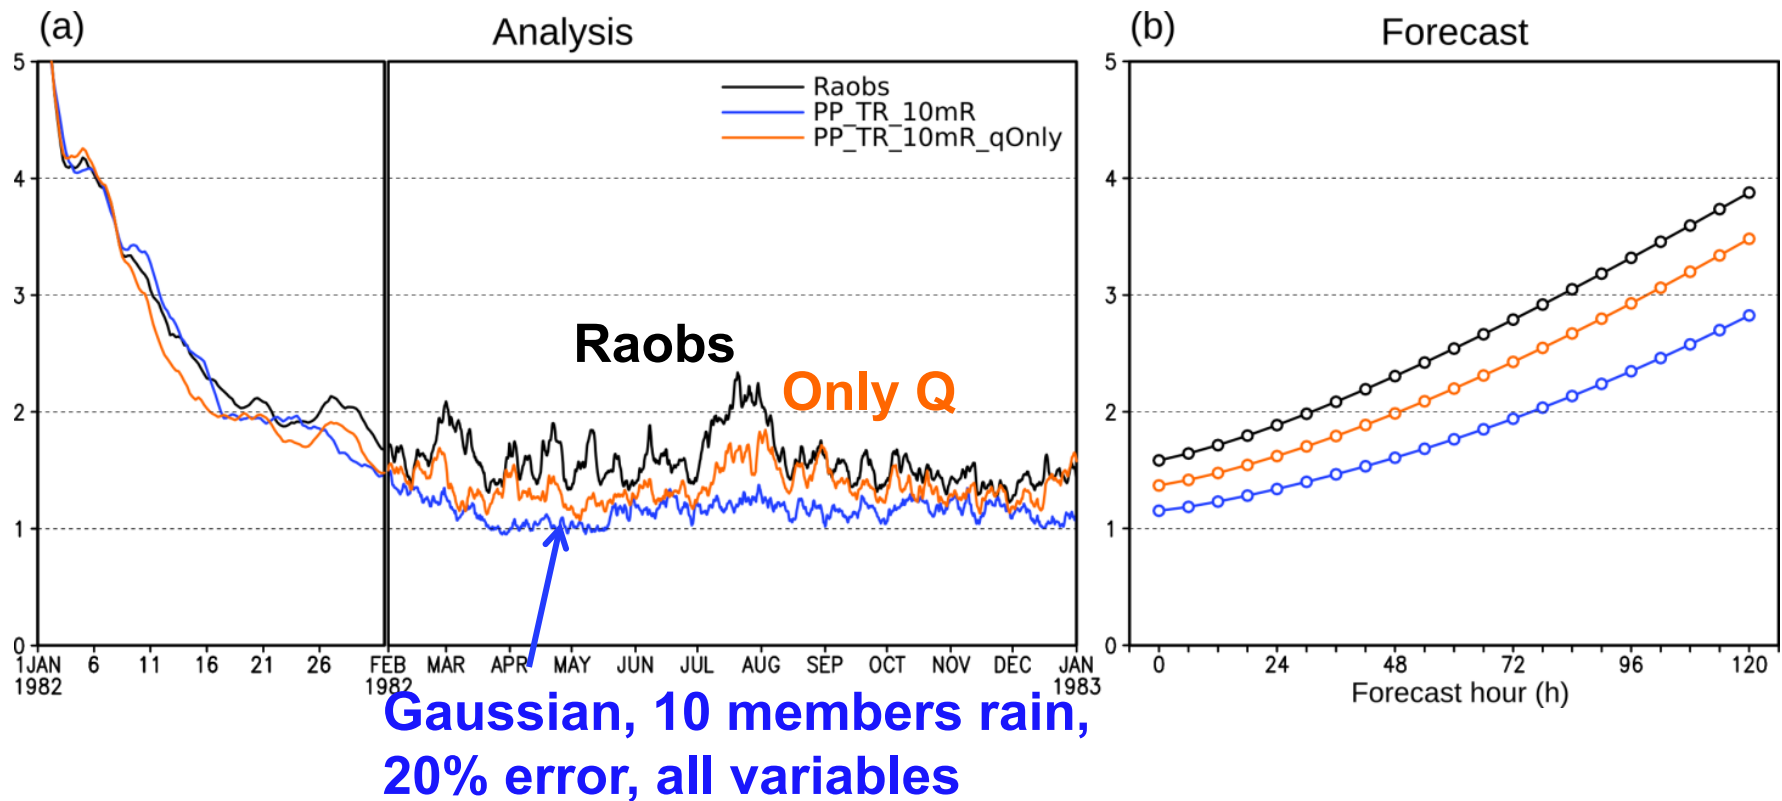 (a)
Analysis
5
4
3
2
1
0
Raobs
PP_TR_10mR
PP_TR_10mR_qOnly
Raobs
Only Q
1JAN 6 11 16 21 26 FEB MAR APR MAY JUN JUL AUG SEP OCT NOV DEC JAN
1982 1982 1983
Gaussian, 10 members rain,
20% error, all variables
(b)
Forecast
5
4
3
2
1
0
0 24 48 72 96 120
Forecast hour (h)